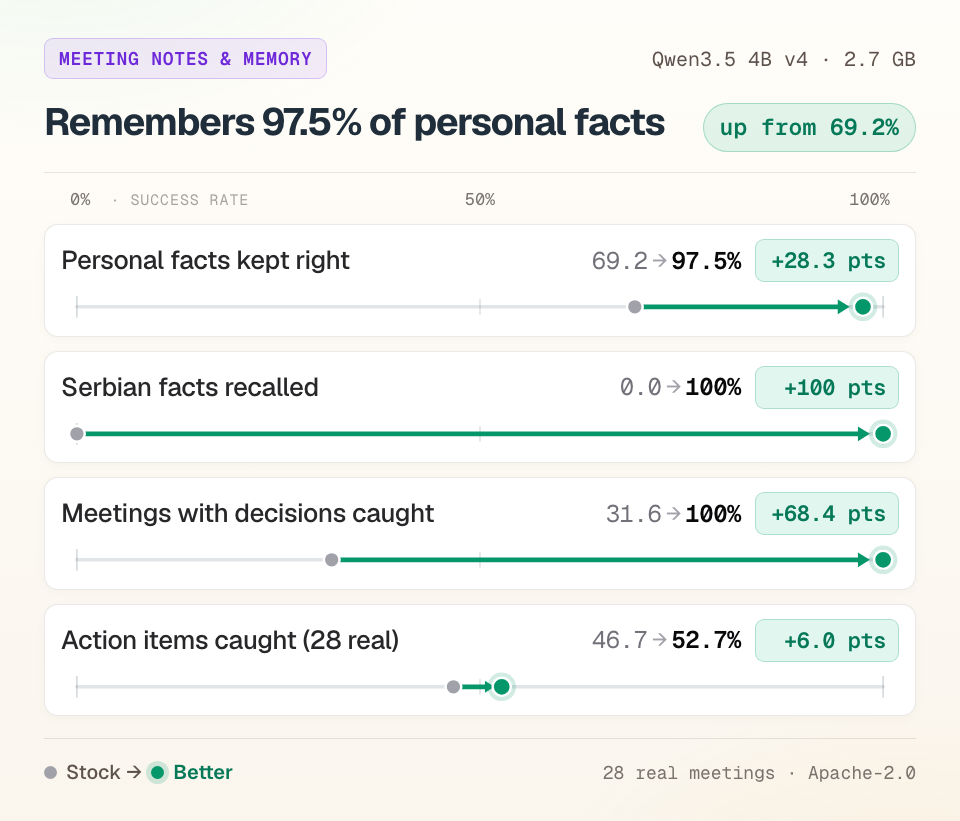 MEETING NOTES & MEMORY
Qwen3.5 4B v4 · 2.7 GB
Remembers 97.5% of personal facts
up from 69.2%
0% · SUCCESS RATE 50% 100%
Personal facts kept right 69.2→97.5% +28.3 pts
Serbian facts recalled 0.0→100% +100 pts
Meetings with decisions caught 31.6→100% +68.4 pts
Action items caught (28 real) 46.7→52.7% +6.0 pts
Stock → Better
28 real meetings · Apache-2.0